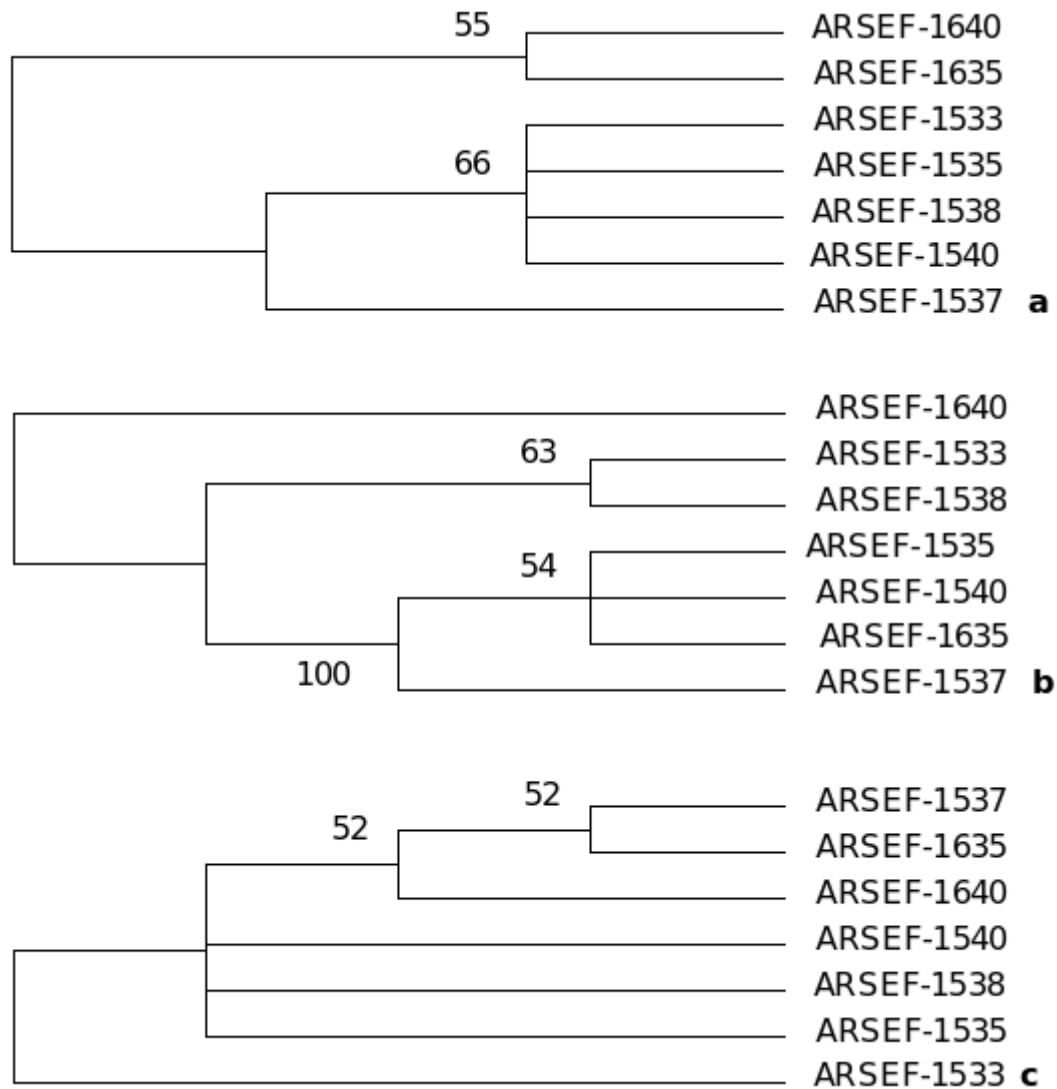 55
ARSEF-1640
ARSEF-1635
ARSEF-1533
66
ARSEF-1535
ARSEF-1538
ARSEF-1540
ARSEF-1537 a
ARSEF-1640
63
ARSEF-1533
ARSEF-1538
ARSEF-1535
54
ARSEF-1540
ARSEF-1635
100
ARSEF-1537 b
52
ARSEF-1537
52
ARSEF-1635
ARSEF-1640
ARSEF-1540
ARSEF-1538
ARSEF-1535
ARSEF-1533 c